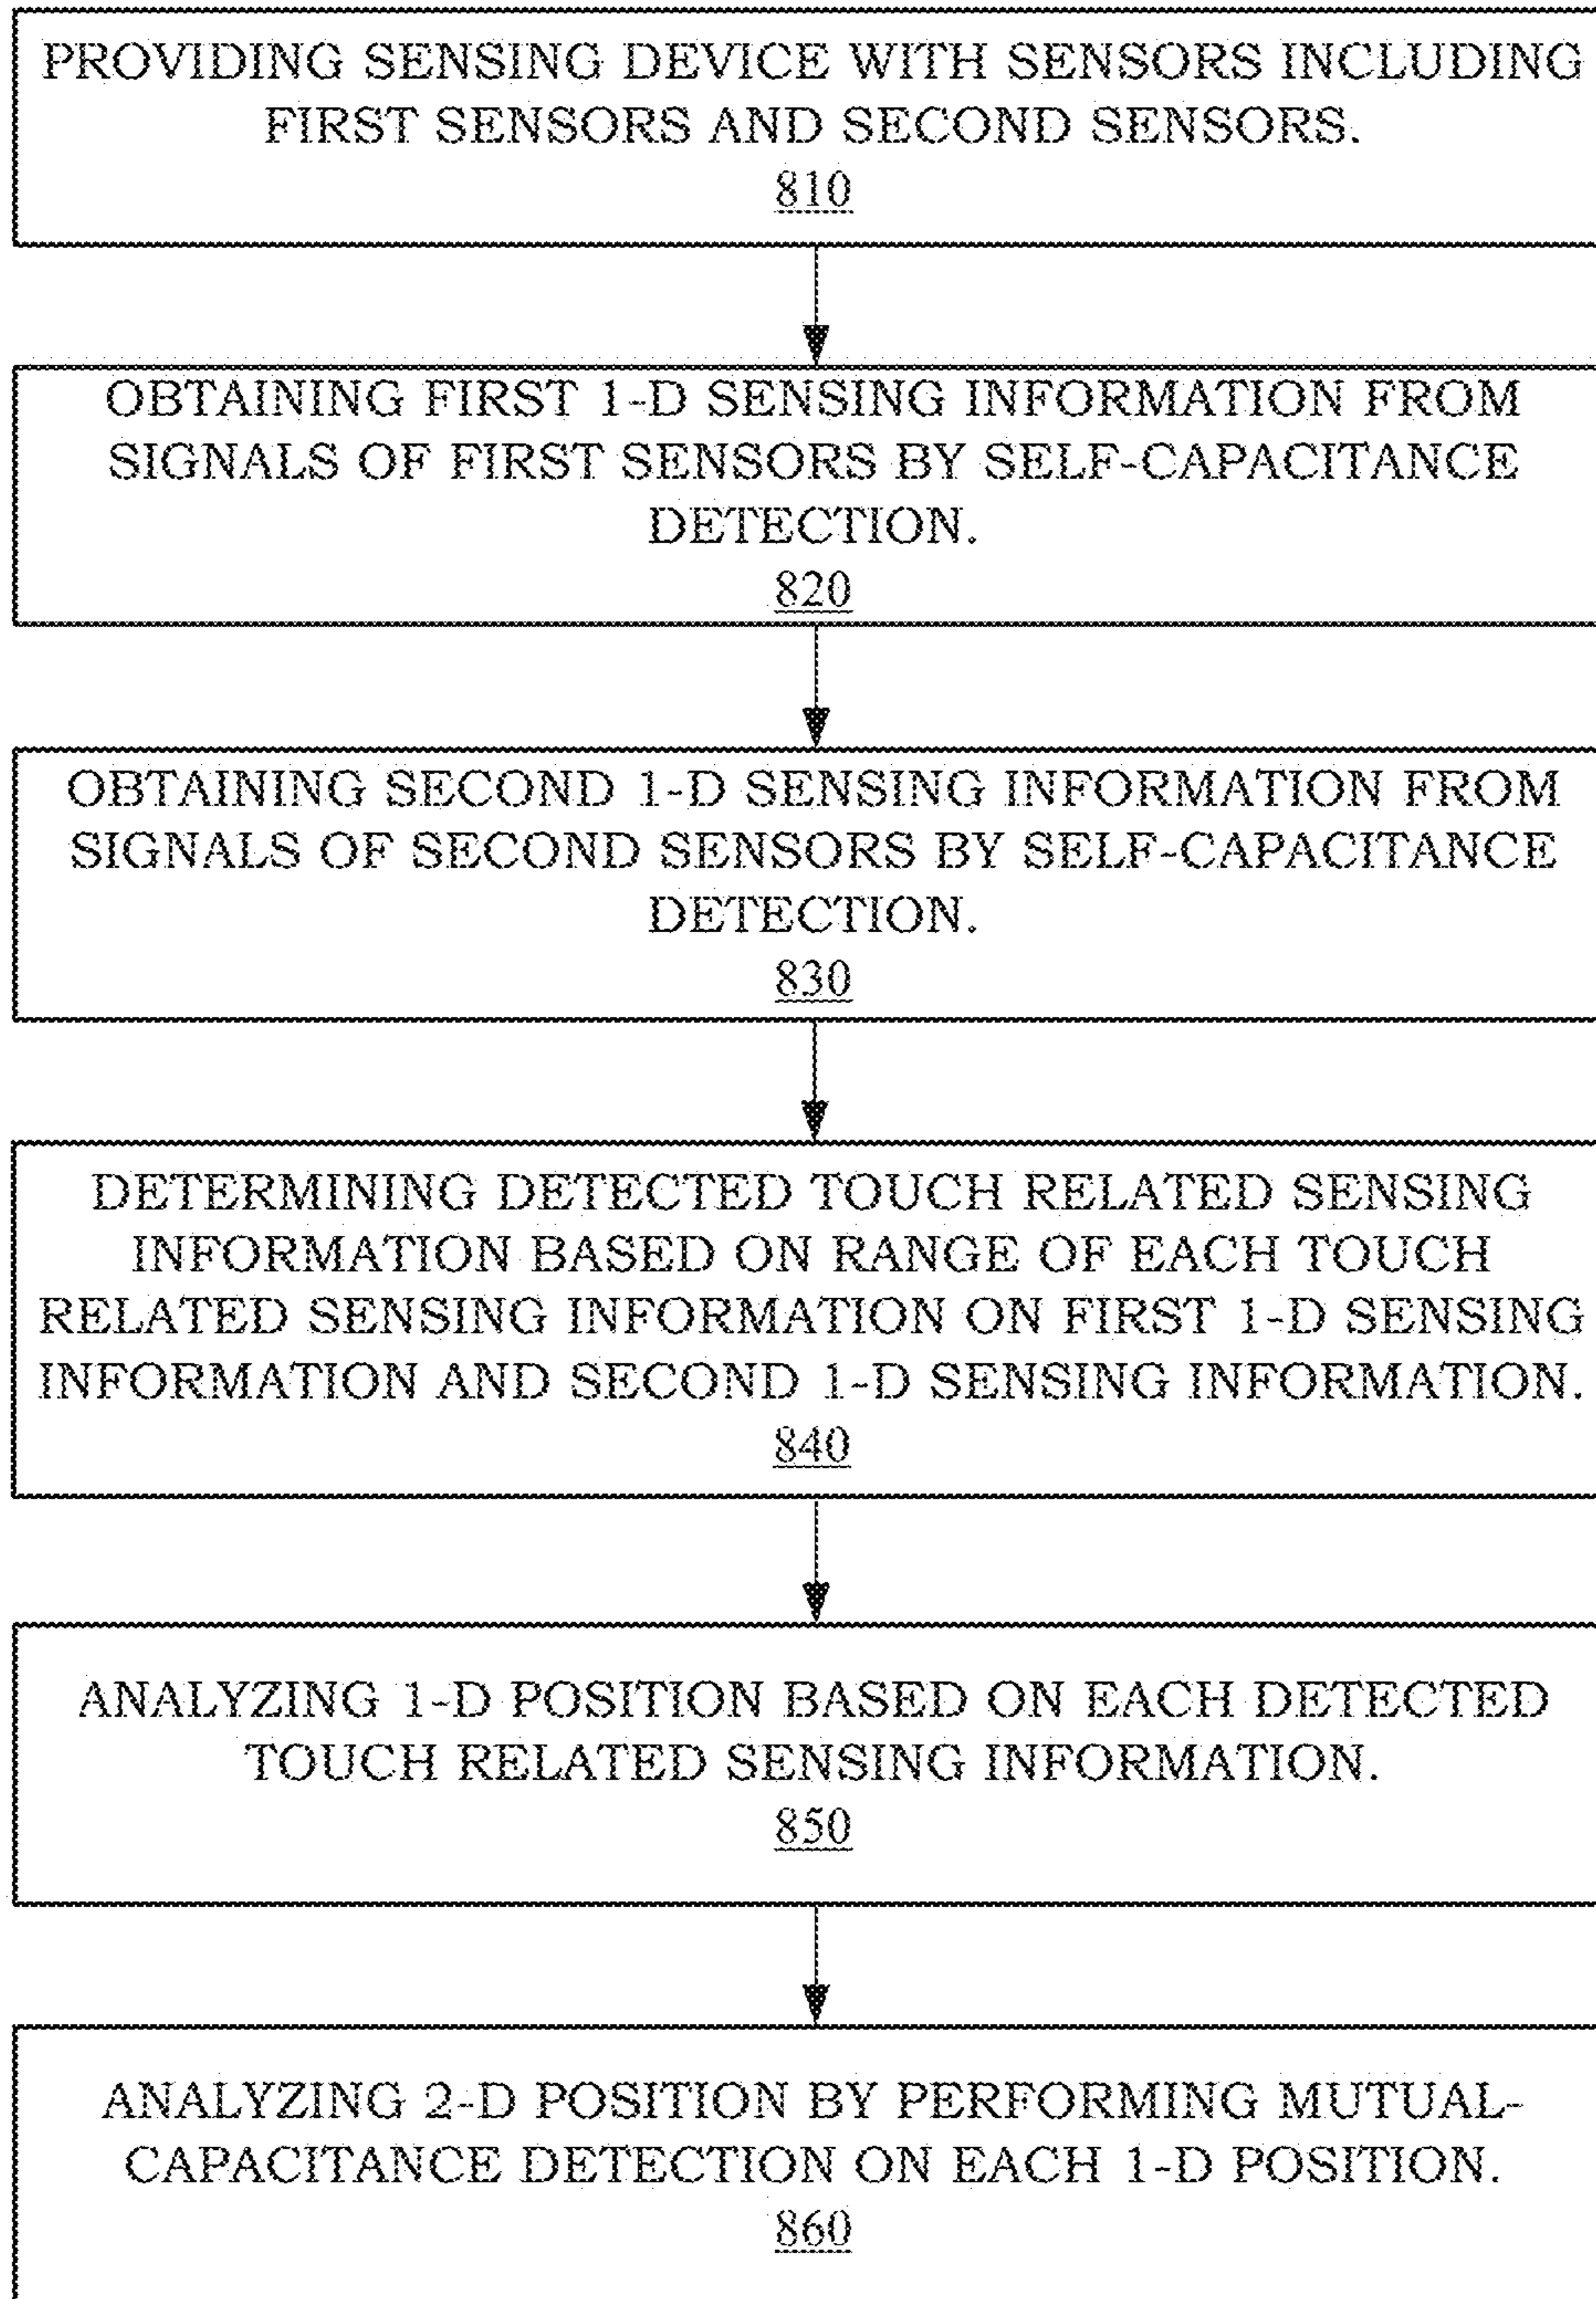 PROVIDING SENSING DEVICE WITH SENSORS INCLUDING
FIRST SENSORS AND SECOND SENSORS.
810
OBTAINING FIRST 1-D SENSING INFORMATION FROM
SIGNALS OF FIRST SENSORS BY SELF-CAPACITANCE
DETECTION.
820
OBTAINING SECOND 1-D SENSING INFORMATION FROM
SIGNALS OF SECOND SENSORS BY SELF-CAPACITANCE
DETECTION.
830
DETERMINING DETECTED TOUCH RELATED SENSING
INFORMATION BASED ON RANGE OF EACH TOUCH
RELATED SENSING INFORMATION ON FIRST 1-D SENSING
INFORMATION AND SECOND 1-D SENSING INFORMATION.
840
ANALYZING 1-D POSITION BASED ON EACH DETECTED
TOUCH RELATED SENSING INFORMATION.
850
ANALYZING 2-D POSITION BY PERFORMING MUTUAL-
CAPACITANCE DETECTION ON EACH 1-D POSITION.
860